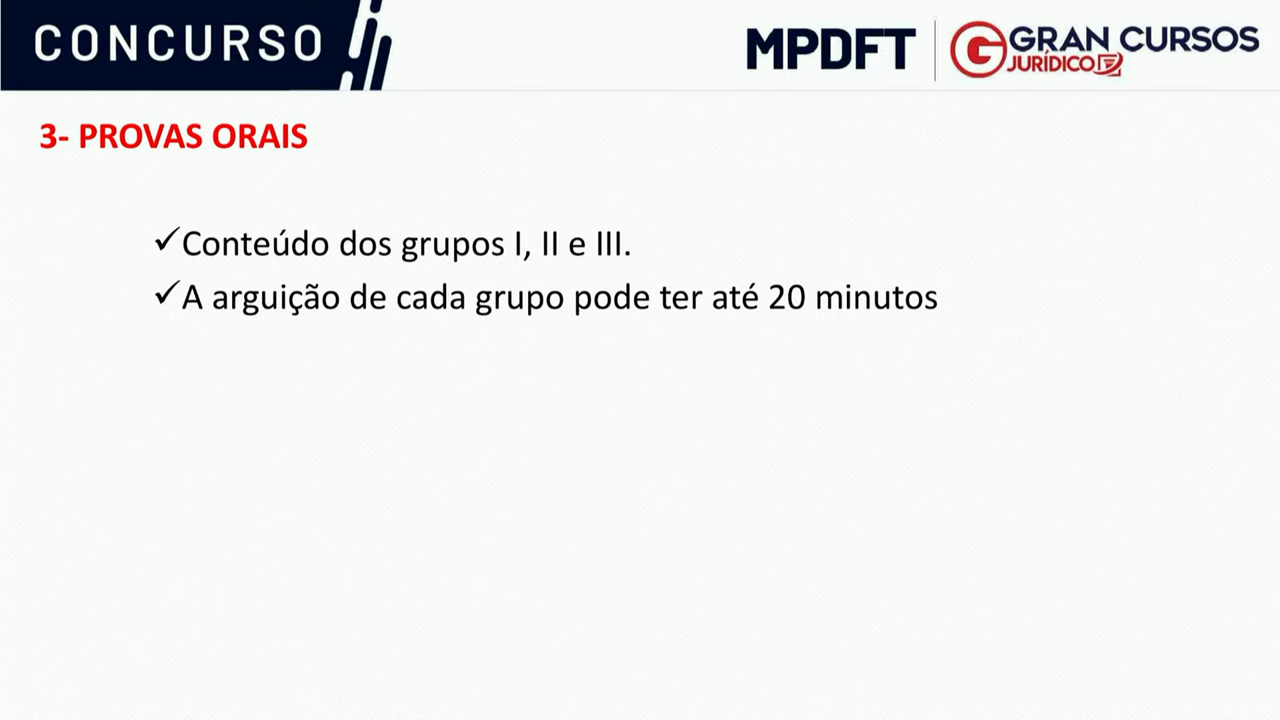 CONCURSO
MPDFT
GRAN CURSOS
JURÍDICO
3- PROVAS ORAIS
✓Conteúdo dos grupos I, II e III.
✓A arguição de cada grupo pode ter até 20 minutos